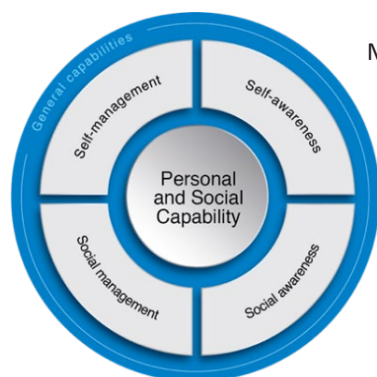 General capabilities
Self-management
Self-awareness
Personal
and Social
Capability
Social management
Social awareness